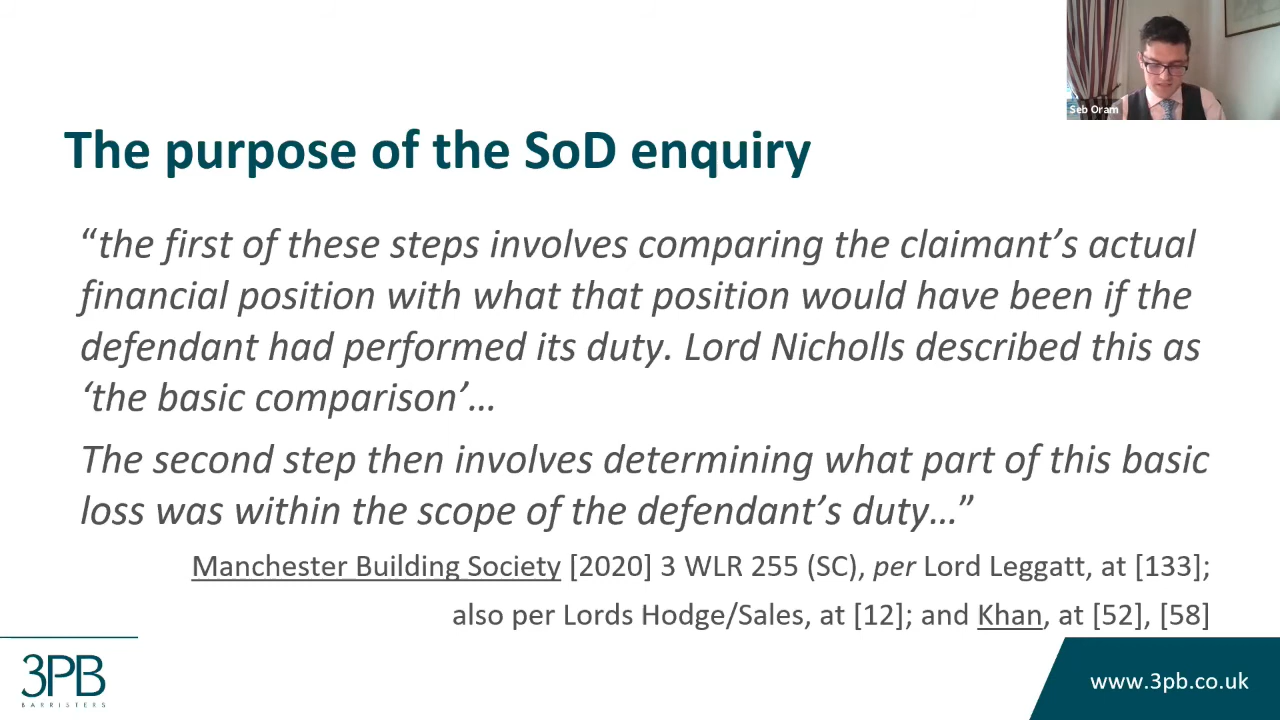 Seb Oram
The purpose of the SoD enquiry
“the first of these steps involves comparing the claimant’s actual
financial position with what that position would have been if the
defendant had performed its duty. Lord Nicholls described this as
‘the basic comparison’…
The second step then involves determining what part of this basic
loss was within the scope of the defendant’s duty…”
Manchester Building Society [2020] 3 WLR 255 (SC), per Lord Leggatt, at [133];
also per Lords Hodge/Sales, at [12]; and Khan, at [52], [58]
3PB
BARRISTERS
www.3pb.co.uk